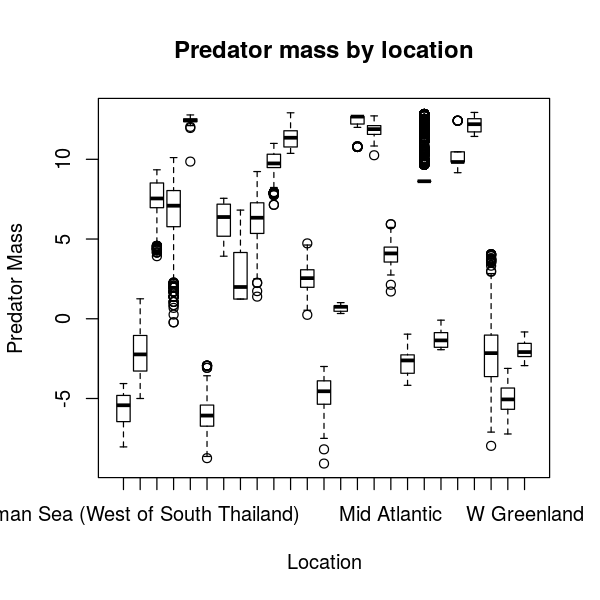 Predator mass by location
Predator Mass
10
5
0
-5
man Sea (West of South Thailand) Mid Atlantic W Greenland
Location